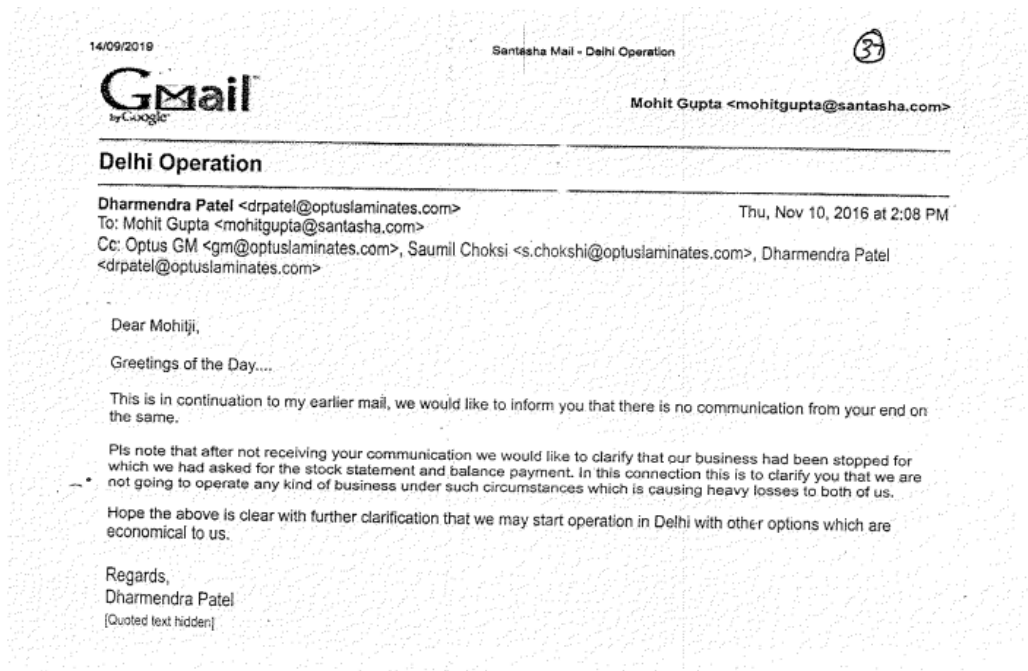 14/09/2019
Santasha Mail - Delhi Operation
37
Gmail
by Google
Mohit Gupta <mohitgupta@santasha.com>
Delhi Operation
Dharmendra Patel <drpatel@optuslaminates.com>
Thu, Nov 10, 2016 at 2:08 PM
To: Mohit Gupta <mohitgupta@santasha.com>
Cc: Optus GM <gm@optuslaminates.com>, Saumil Choksi <s.chokshi@optuslaminates.com>, Dharmendra Patel
<drpatel@optuslaminates.com>
Dear Mohitji,
Greetings of the Day....
This is in continuation to my earlier mail, we would like to inform you that there is no communication from your end on
the same.
Pls note that after not receiving your communication we would like to clarify that our business had been stopped for
which we had asked for the stock statement and balance payment. In this connection this is to clarify you that we are
not going to operate any kind of business under such circumstances which is causing heavy losses to both of us.
Hope the above is clear with further clarification that we may start operation in Delhi with other options which are
economical to us.
Regards,
Dharmendra Patel
[Quoted text hidden]